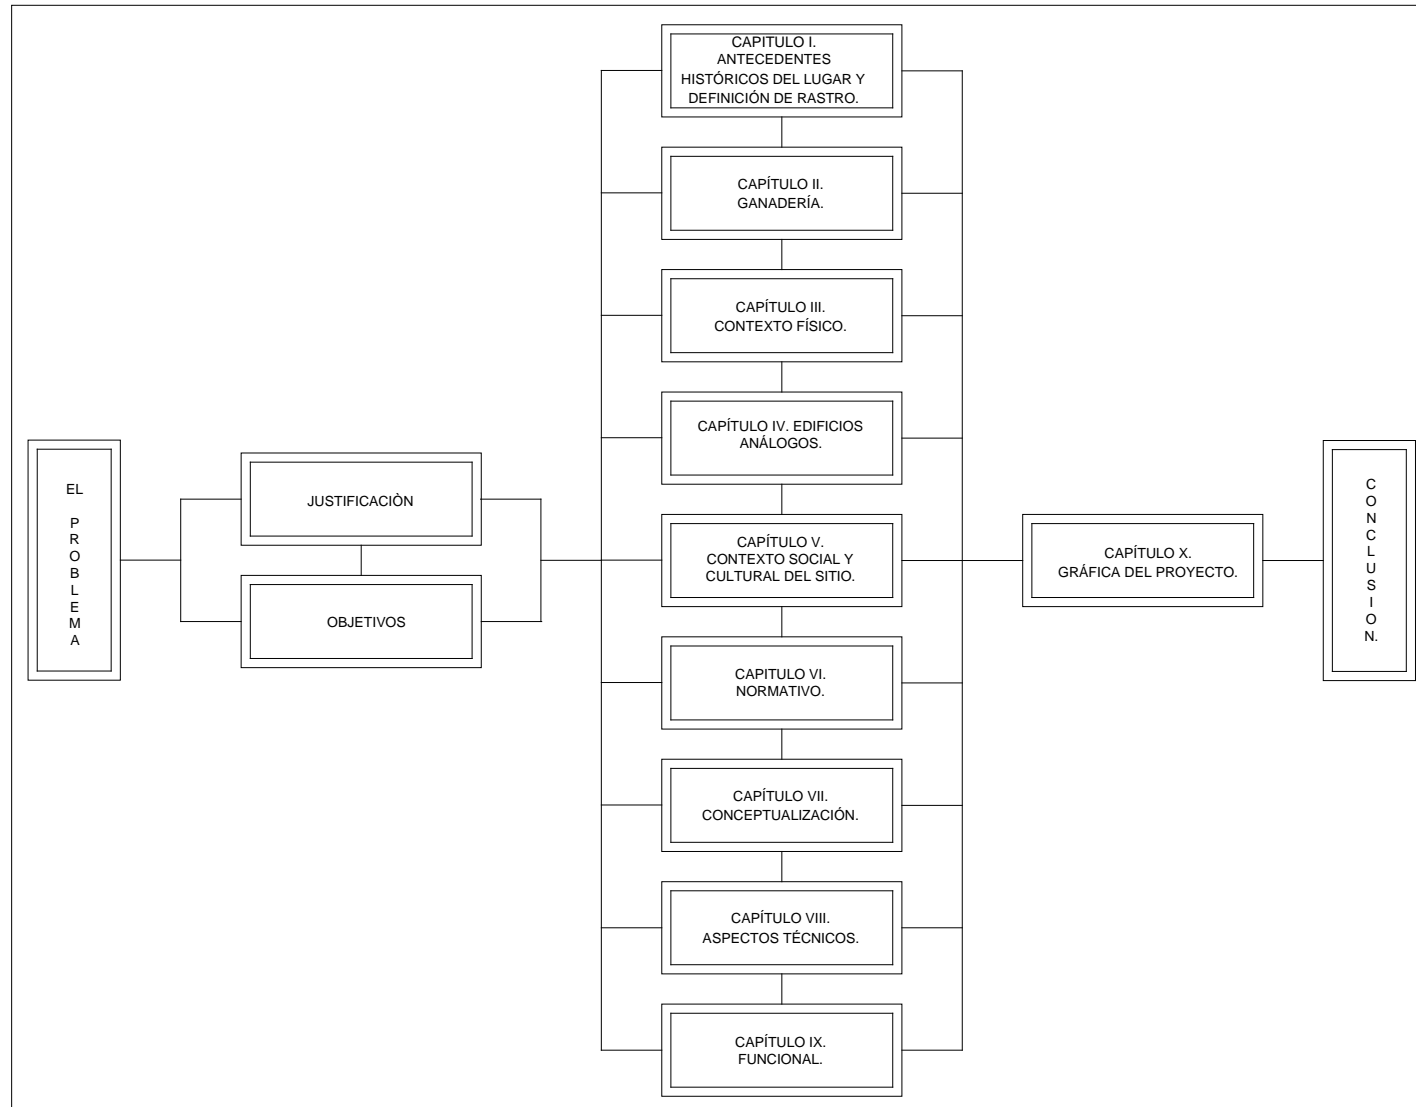 EL
P
R
O
B
L
E
M
A
JUSTIFICACIÒN
OBJETIVOS
CAPITULO I.
ANTECEDENTES
HISTÓRICOS DEL LUGAR Y
DEFINICIÓN DE RASTRO.
CAPÍTULO II.
GANADERÍA.
CAPÍTULO III.
CONTEXTO FÍSICO.
CAPÍTULO IV. EDIFICIOS
ANÁLOGOS.
CAPÍTULO V.
CONTEXTO SOCIAL Y
CULTURAL DEL SITIO.
CAPITULO VI.
NORMATIVO.
CAPÍTULO VII.
CONCEPTUALIZACIÓN.
CAPÍTULO VIII.
ASPECTOS TÉCNICOS.
CAPÍTULO IX.
FUNCIONAL.
CAPÍTULO X.
GRÁFICA DEL PROYECTO.
C
O
N
C
L
U
S
I
O
N.